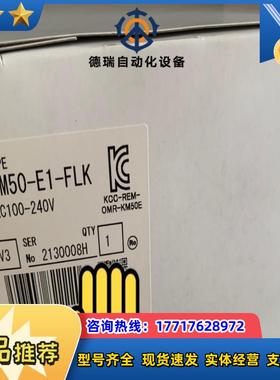 德瑞自动化设备
PE
M50-E1-FLK
C100-240V
KCC-REM-
OMR-KM50E
V3
SER
No
2130008H
QTY
1
咨询热线：17717628972
品推荐
型号齐全 现货速发 实体经营